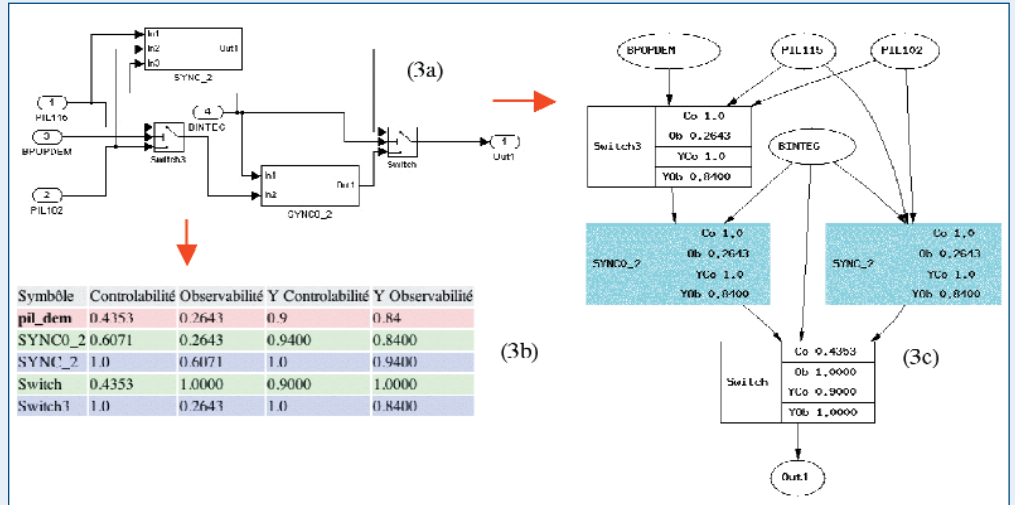 In1
In2
In3
Out1
SYNC_2
(3a)
1
PIL116
3
BPOPDEM
2
PIL102
Switch3
4
BINTEG
In1
In2
Out1
SYNC0_2
Switch
1
Out1
Symbôle Controlabilité Observabilité Y Controlabilité Y Observabilité
pil_dem 0.4353 0.2643 0.9 0.84
SYNC0_2 0.6071 0.2643 0.9400 0.8400
SYNC_2 1.0 0.6071 1.0 0.9400
Switch 0.4353 1.0000 0.9000 1.0000
Switch3 1.0 0.2643 1.0 0.8400
(3b)
BPOPDEM
PIL115
PIL102
Switch3
Co 1.0
Ob 0.2643
YCo 1.0
YOb 0.8400
BINTEG
SYNC0_2
Co 1.0
Ob 0.2643
YCo 1.0
YOb 0.8400
SYNC_2
Co 1.0
Ob 0.2643
YCo 1.0
YOb 0.8400
(3c)
Switch
Co 0.4353
Ob 1.0000
YCo 0.9000
YOb 1.0000
Out1